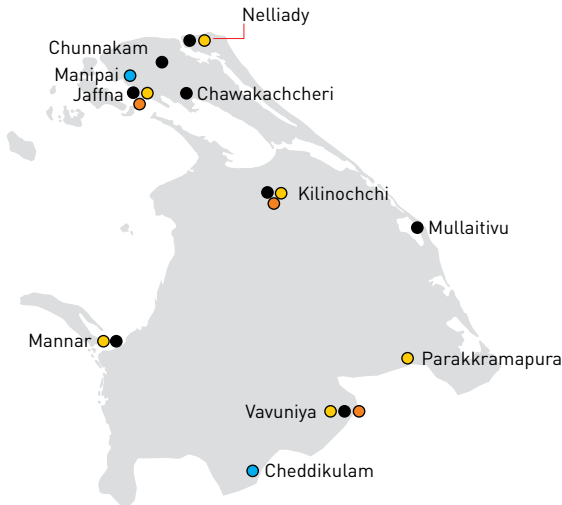 Nelliady
Chunnakam
Manipai
Jaffna
Chawakachcheri
Kilinochchi
Mullaitivu
Mannar
Parakkramapura
Vavuniya
Cheddikulam